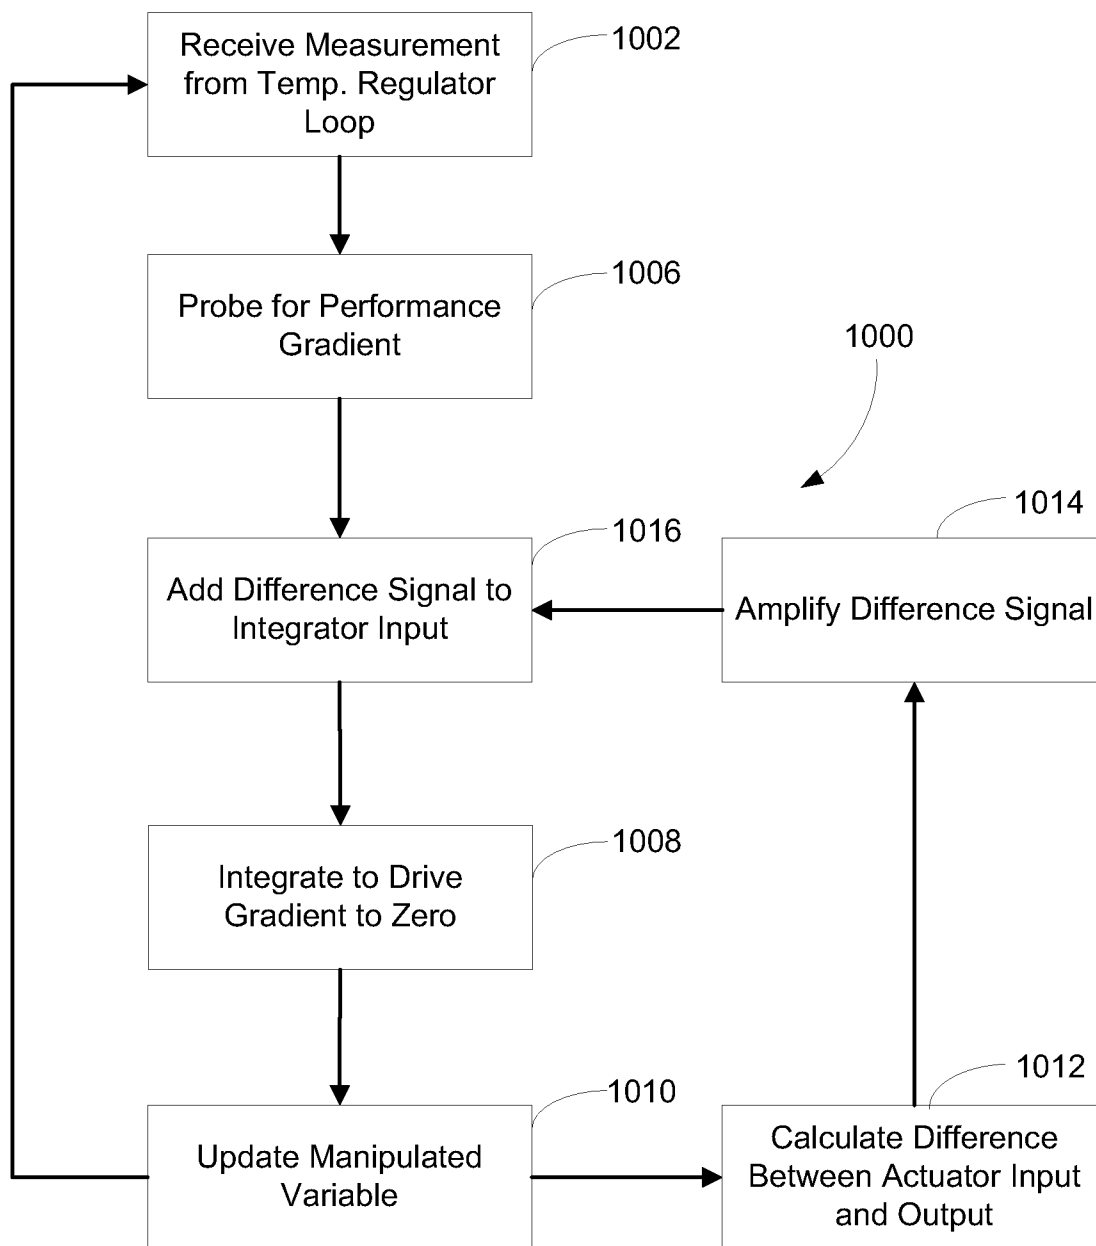 Receive Measurement
from Temp. Regulator
Loop
1002
Probe for Performance
Gradient
1006
1000
Add Difference Signal to
Integrator Input
1016
Amplify Difference Signal
1014
Integrate to Drive
Gradient to Zero
1008
Update Manipulated
Variable
1010
Calculate Difference
Between Actuator Input
and Output
1012